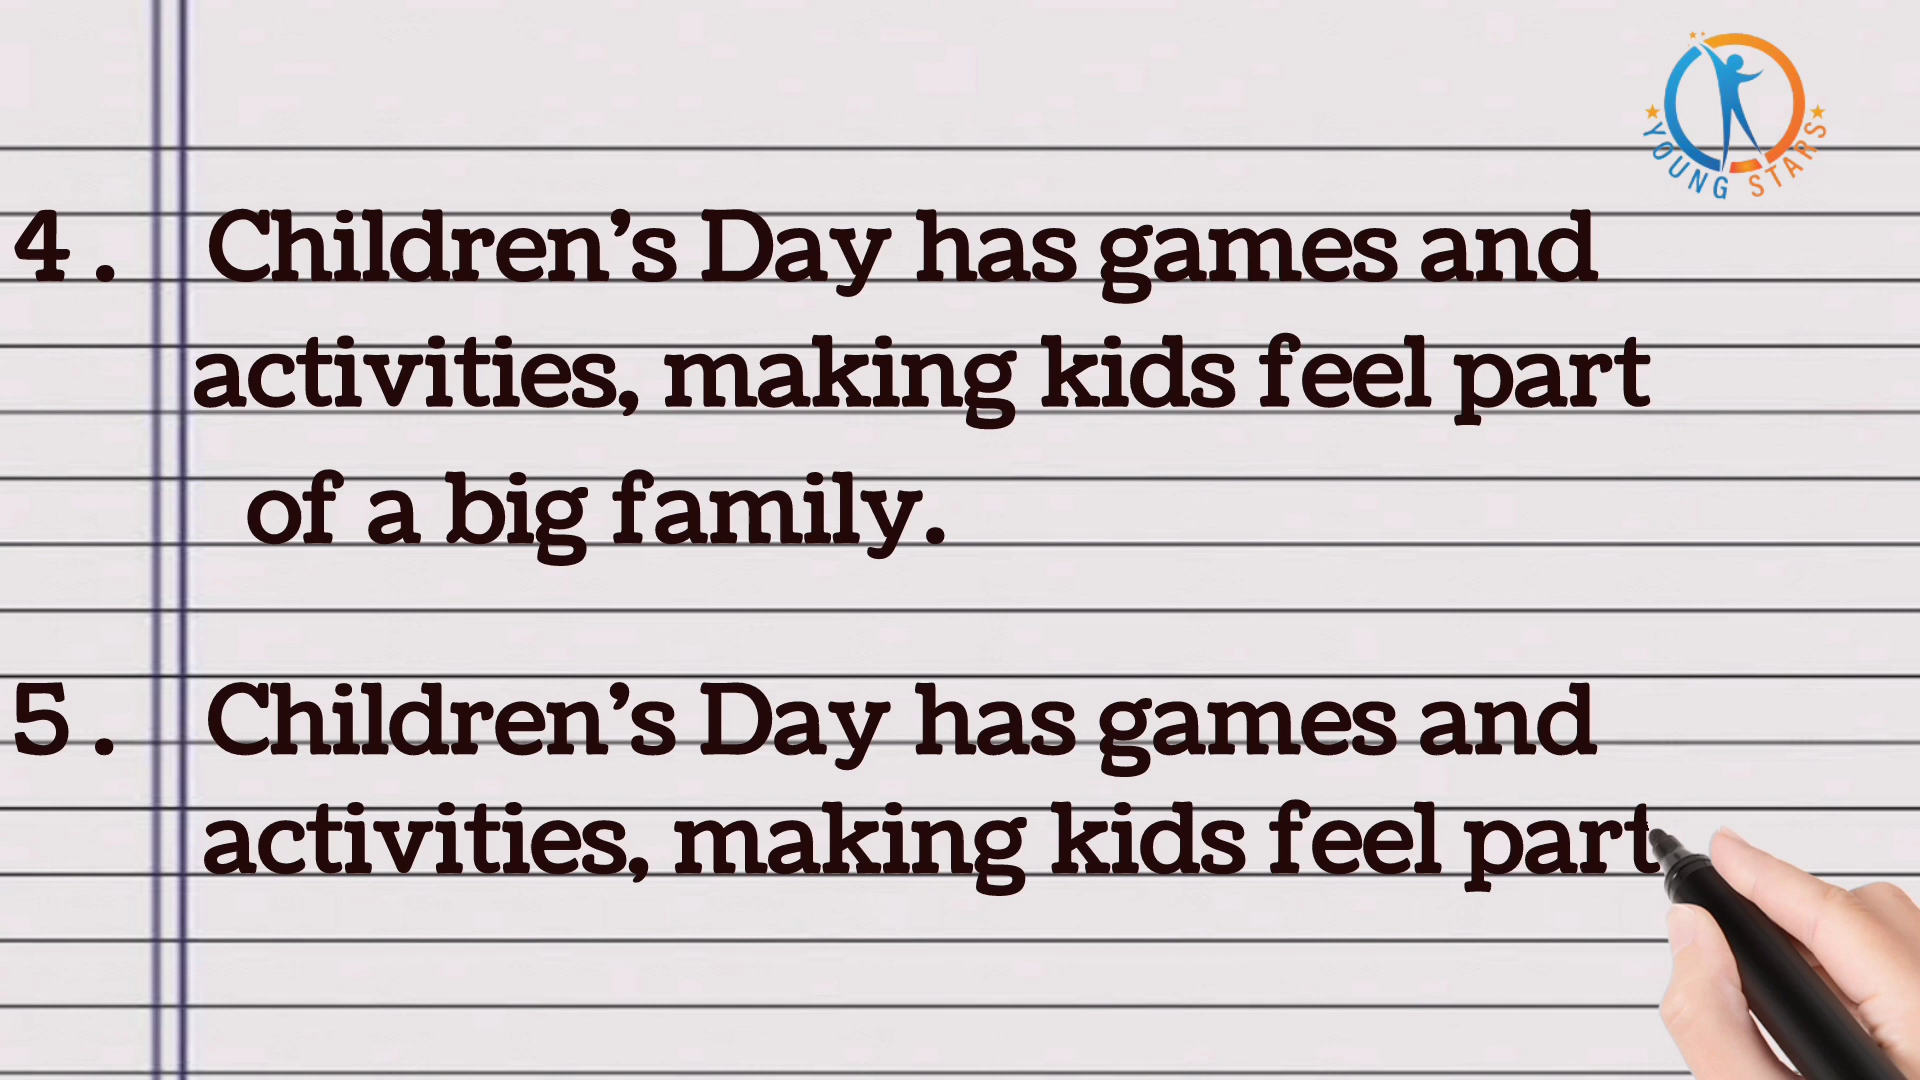 YOUNG STARS
4. Children’s Day has games and
activities, making kids feel part
of a big family.
5. Children’s Day has games and
activities, making kids feel part